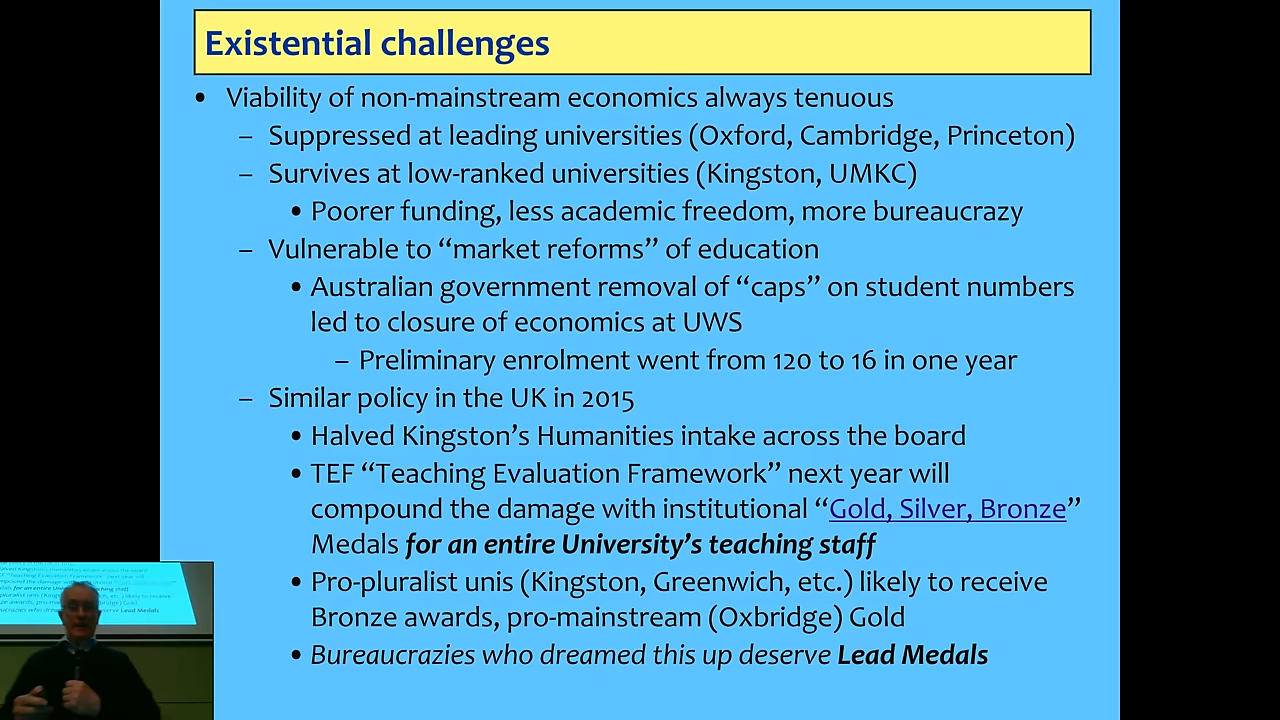 Existential challenges
• Viability of non-mainstream economics always tenuous
– Suppressed at leading universities (Oxford, Cambridge, Princeton)
– Survives at low-ranked universities (Kingston, UMKC)
• Poorer funding, less academic freedom, more bureaucrazy
– Vulnerable to “market reforms” of education
• Australian government removal of “caps” on student numbers
led to closure of economics at UWS
– Preliminary enrolment went from 120 to 16 in one year
– Similar policy in the UK in 2015
• Halved Kingston’s Humanities intake across the board
• TEF “Teaching Evaluation Framework” next year will
compound the damage with institutional “Gold, Silver, Bronze”
Medals for an entire University’s teaching staff
• Pro-pluralist unis (Kingston, Greenwich, etc.) likely to receive
Bronze awards, pro-mainstream (Oxbridge) Gold
• Bureaucrazies who dreamed this up deserve Lead Medals